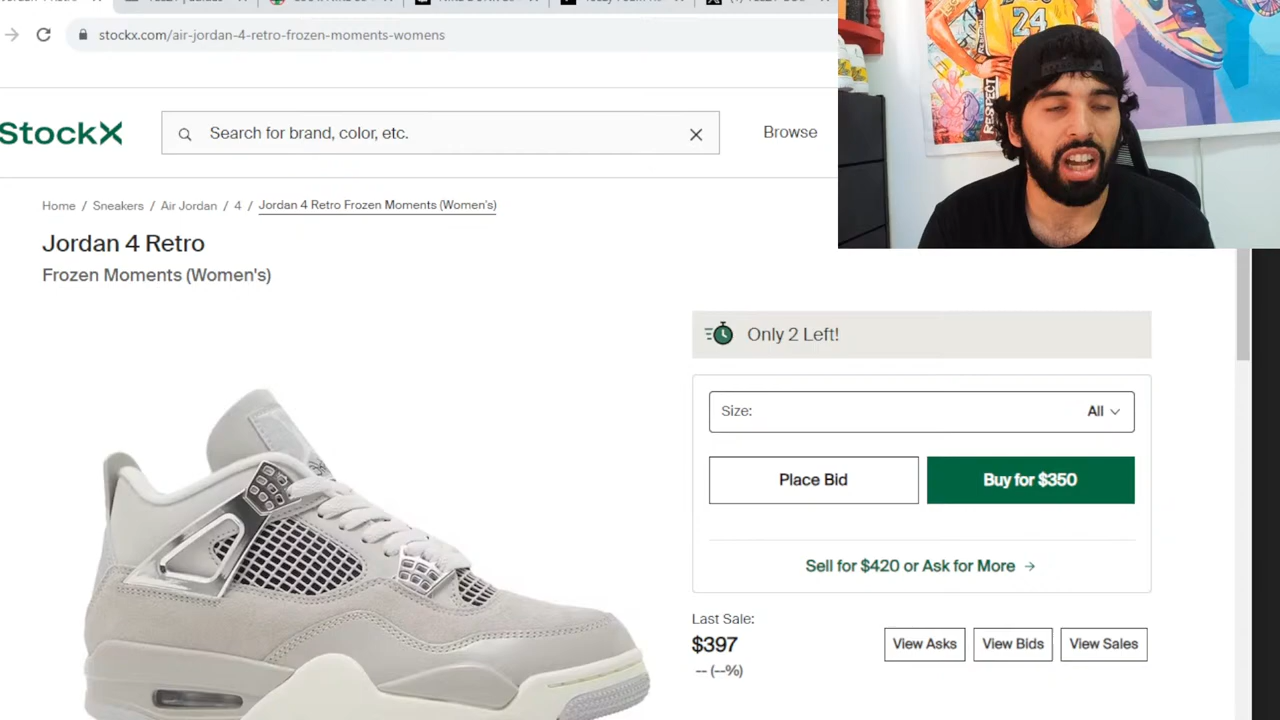 stockx.com/air-jordan-4-retro-frozen-moments-womens
StockX
Search for brand, color, etc.
Browse
Home / Sneakers / Air Jordan / 4 / Jordan 4 Retro Frozen Moments (Women's)
Jordan 4 Retro
Frozen Moments (Women's)
Only 2 Left!
Size:
All
Place Bid
Buy for $350
Sell for $420 or Ask for More →
Last Sale:
$397
-- (--%)
View Asks
View Bids
View Sales
24
RESPECT